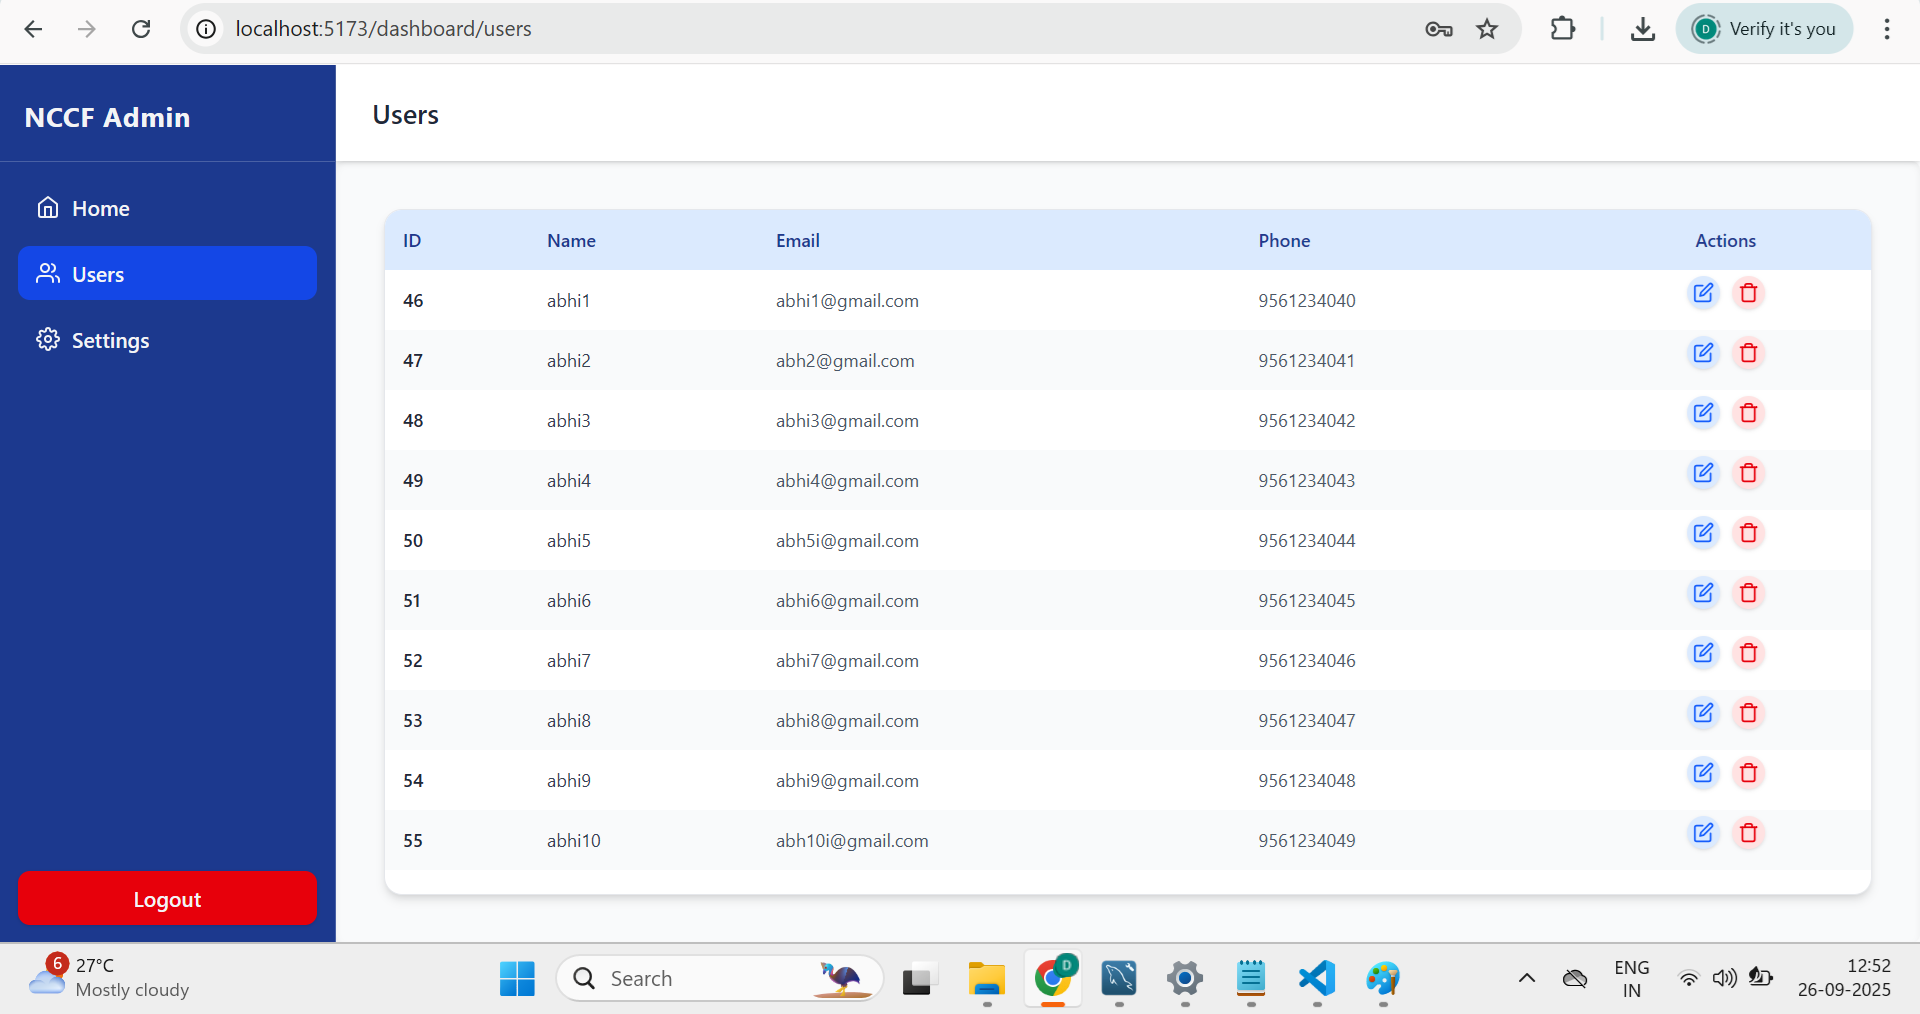 localhost:5173/dashboard/users
D
Verify it's you
NCCF Admin
Home
Users
Settings
Logout
Users
ID Name Email Phone Actions
46 abhi1 abhi1@gmail.com 9561234040
47 abhi2 abh2@gmail.com 9561234041
48 abhi3 abhi3@gmail.com 9561234042
49 abhi4 abhi4@gmail.com 9561234043
50 abhi5 abh5i@gmail.com 9561234044
51 abhi6 abhi6@gmail.com 9561234045
52 abhi7 abhi7@gmail.com 9561234046
53 abhi8 abhi8@gmail.com 9561234047
54 abhi9 abhi9@gmail.com 9561234048
55 abhi10 abh10i@gmail.com 9561234049
6
27°C
Mostly cloudy
Search
D
ENG
IN
12:52
26-09-2025